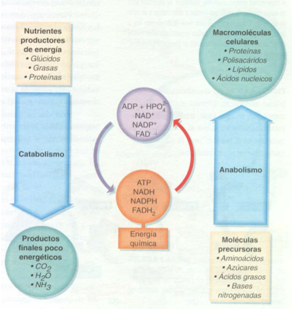 Nutrientes
productores
de energía
• Glúcidos
• Grasas
• Proteínas
Catabolismo
Productos
finales poco
energéticos
• CO₂
• H₂O
• NH₃
ADP + HPO₄⁼
NAD⁺
NADP⁺
FAD
ATP
NADH
NADPH
FADH₂
Energía
química
Macromoléculas
celulares
• Proteínas
• Polisacáridos
• Lípidos
• Ácidos nucleicos
Anabolismo
Moléculas
precursoras
• Aminoácidos
• Azúcares
• Ácidos grasos
• Bases
nitrogenadas